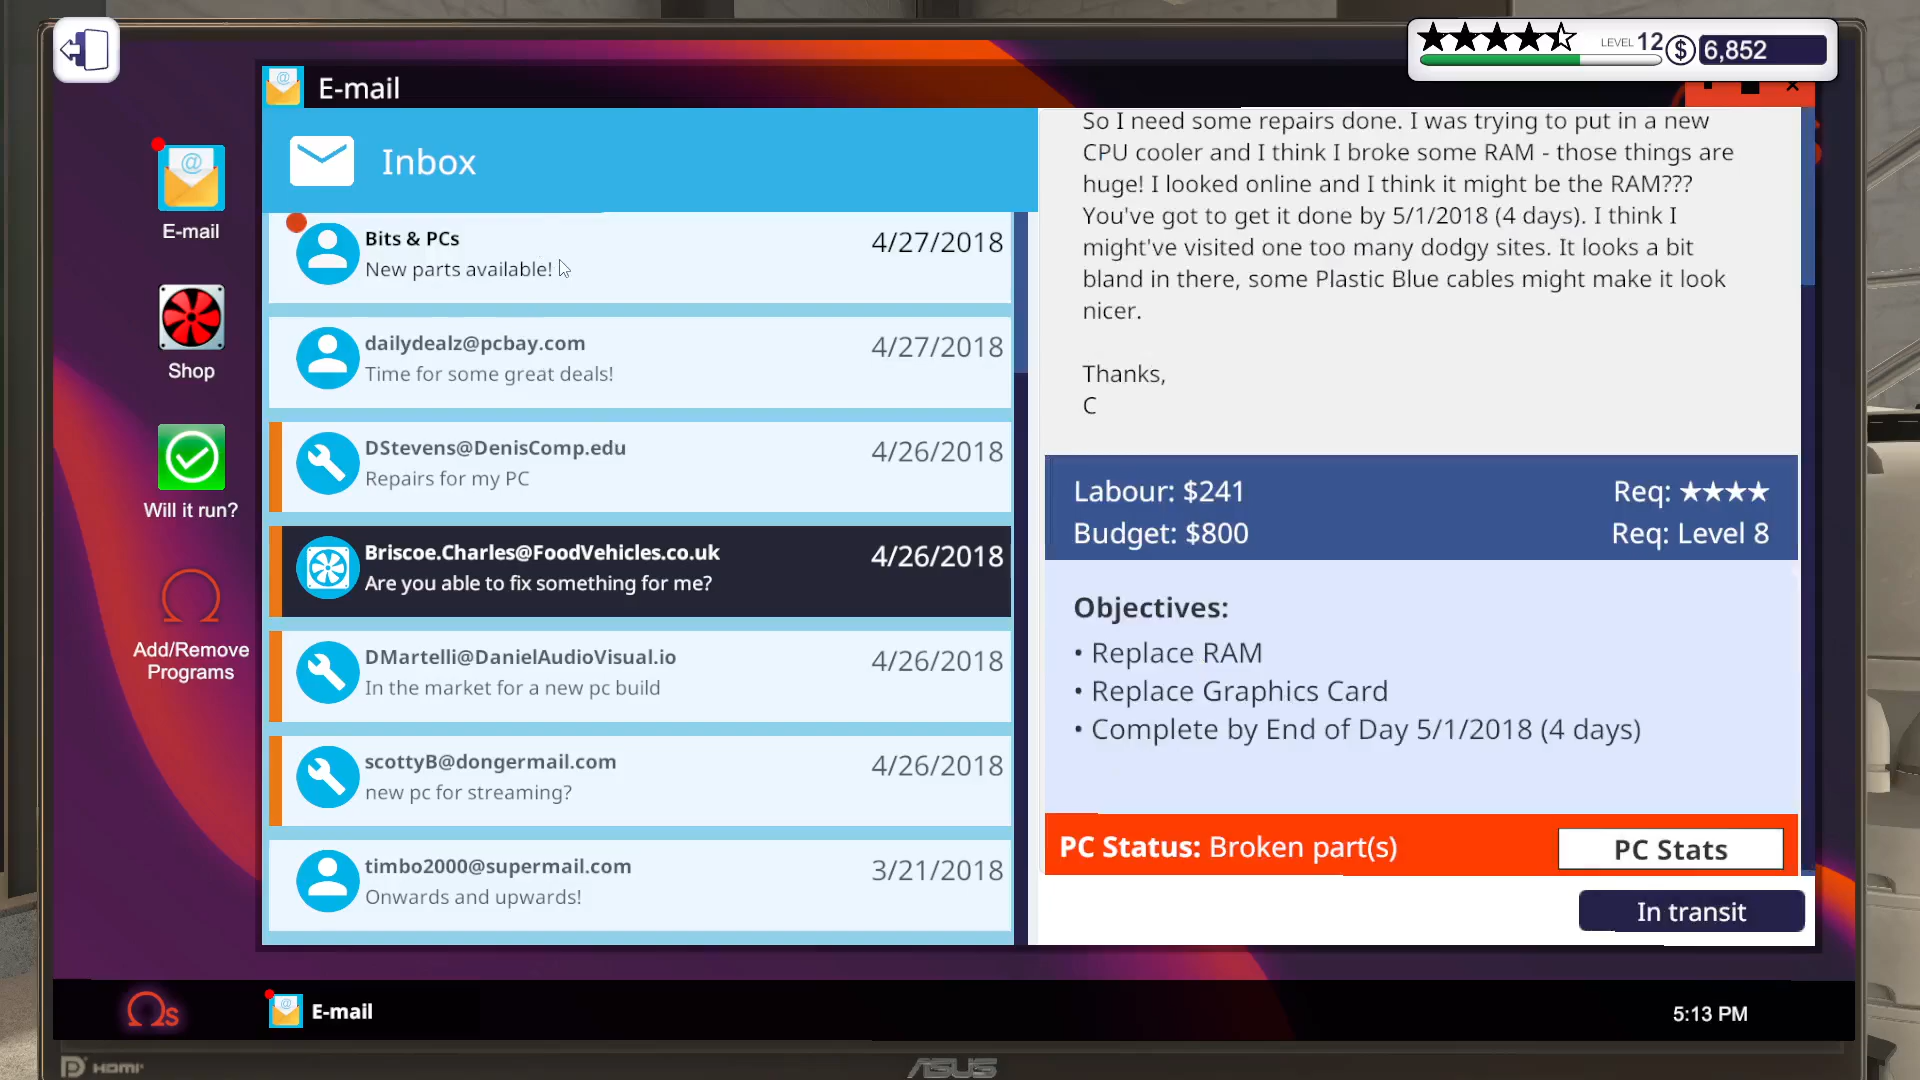 LEVEL 12
$ 6,852
E-mail
Inbox
E-mail
Shop
Will it run?
Add/Remove
Programs
Bits & PCs
4/27/2018
New parts available!
dailydealz@pcbay.com
4/27/2018
Time for some great deals!
DStevens@DenisComp.edu
4/26/2018
Repairs for my PC
Briscoe.Charles@FoodVehicles.co.uk
4/26/2018
Are you able to fix something for me?
DMartelli@DanielAudioVisual.io
4/26/2018
In the market for a new pc build
scottyB@dongermail.com
4/26/2018
new pc for streaming?
timbo2000@supermail.com
3/21/2018
Onwards and upwards!
So I need some repairs done. I was trying to put in a new
CPU cooler and I think I broke some RAM - those things are
huge! I looked online and I think it might be the RAM???
You've got to get it done by 5/1/2018 (4 days). I think I
might've visited one too many dodgy sites. It looks a bit
bland in there, some Plastic Blue cables might make it look
nicer.
Thanks,
C
Labour: $241
Req: ★★★★
Budget: $800
Req: Level 8
Objectives:
• Replace RAM
• Replace Graphics Card
• Complete by End of Day 5/1/2018 (4 days)
PC Status: Broken part(s)
PC Stats
In transit
Ωs
E-mail
5:13 PM
HDMI
ASUS